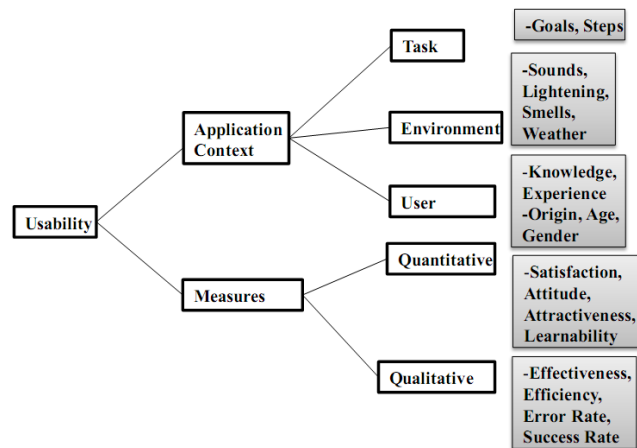 Usability
Application
Context
Measures
Task
Environment
User
Quantitative
Qualitative
-Goals, Steps
-Sounds,
Lightening,
Smells,
Weather
-Knowledge,
Experience
-Origin, Age,
Gender
-Satisfaction,
Attitude,
Attractiveness,
Learnability
-Effectiveness,
Efficiency,
Error Rate,
Success Rate